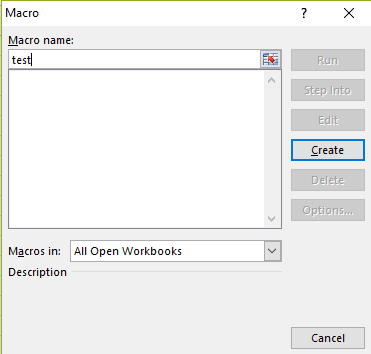 Macro
?
Macro name:
test
Run
Step Into
Edit
Create
Delete
Options...
Macros in: All Open Workbooks
Description
Cancel